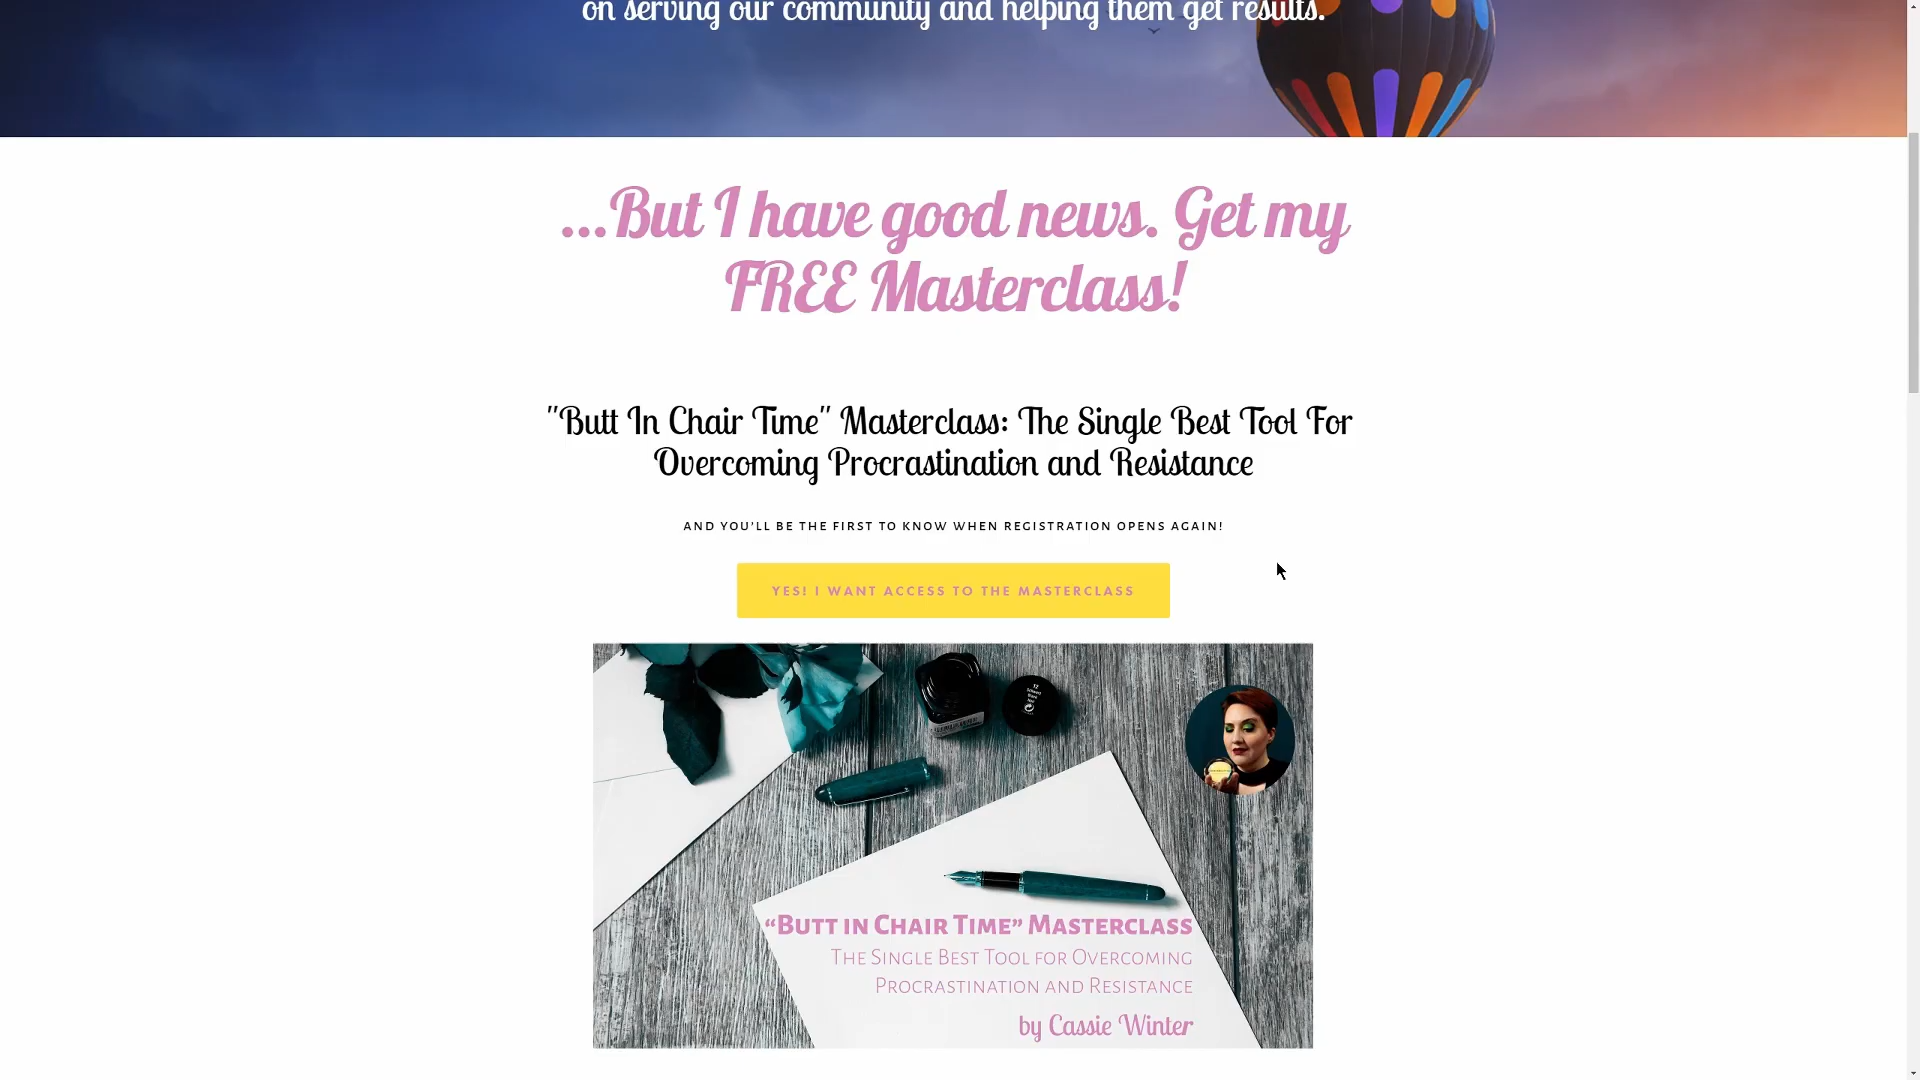 on serving our community and helping them get results.
...But I have good news. Get my
FREE Masterclass!
"Butt In Chair Time" Masterclass: The Single Best Tool For
Overcoming Procrastination and Resistance
AND YOU'LL BE THE FIRST TO KNOW WHEN REGISTRATION OPENS AGAIN!
YES! I WANT ACCESS TO THE MASTERCLASS
“BUTT IN CHAIR TIME” MASTERCLASS
THE SINGLE BEST TOOL FOR OVERCOMING
PROCRASTINATION AND RESISTANCE
by Cassie Winter